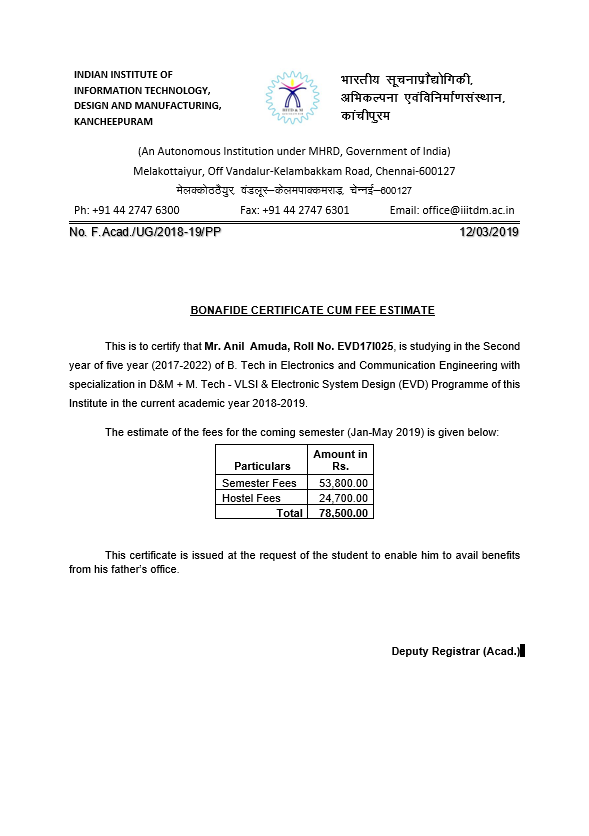 INDIAN INSTITUTE OF
INFORMATION TECHNOLOGY,
DESIGN AND MANUFACTURING,
KANCHEEPURAM
IIITD & M
भारतीय सूचनाप्रौद्योगिकी,
अभिकल्पना एवंविनिर्माणसंस्थान,
कांचीपुरम
(An Autonomous Institution under MHRD, Government of India)
Melakottaiyur, Off Vandalur-Kelambakkam Road, Chennai-600127
मेलक्कोठठैयुर, वंडलूर–केलमपाक्कमराड़, चेन्नई–600127
Ph: +91 44 2747 6300 Fax: +91 44 2747 6301 Email: office@iiitdm.ac.in
No. F.Acad./UG/2018-19/PP 12/03/2019
BONAFIDE CERTIFICATE CUM FEE ESTIMATE
This is to certify that Mr. Anil Amuda, Roll No. EVD17I025, is studying in the Second
year of five year (2017-2022) of B. Tech in Electronics and Communication Engineering with
specialization in D&M + M. Tech - VLSI & Electronic System Design (EVD) Programme of this
Institute in the current academic year 2018-2019.
The estimate of the fees for the coming semester (Jan-May 2019) is given below:
Particulars Amount in
Rs.
Semester Fees 53,800.00
Hostel Fees 24,700.00
Total 78,500.00
This certificate is issued at the request of the student to enable him to avail benefits
from his father's office.
Deputy Registrar (Acad.)